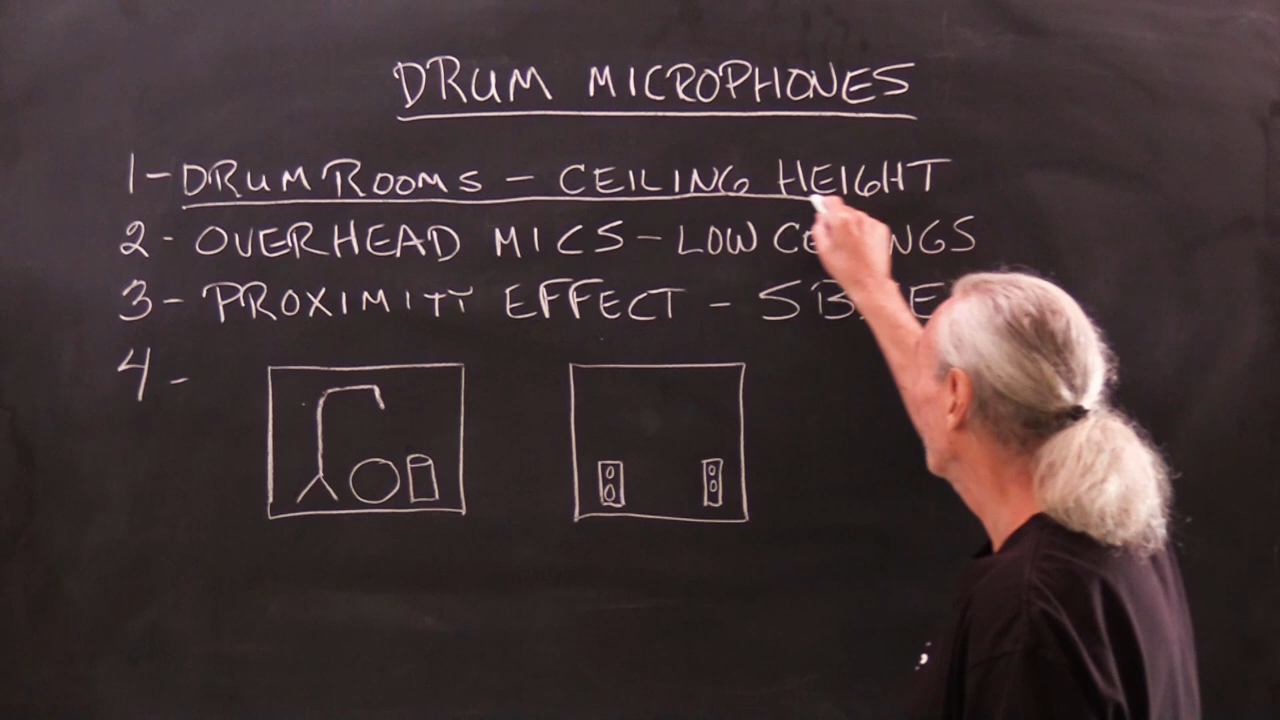 DRUM MICROPHONES
1- DRUM ROOMS - CEILING HEIGHT
2 - OVERHEAD MICS - LOW
3 - PROXIMITY EFFECT -
4 -